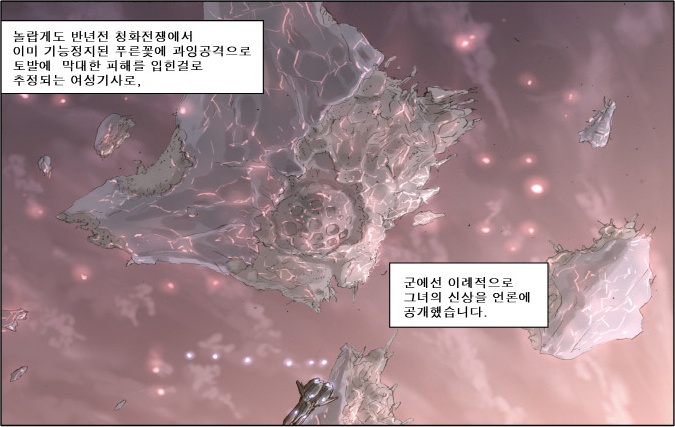 놀랍게도 반년전 청화전쟁에서
이미 기능정지된 푸른꽃에 과잉공격으로
토발에 막대한 피해를 입힌걸로
추정되는 여성기사로,
군에선 이례적으로
그녀의 신상을 언론에
공개했습니다.